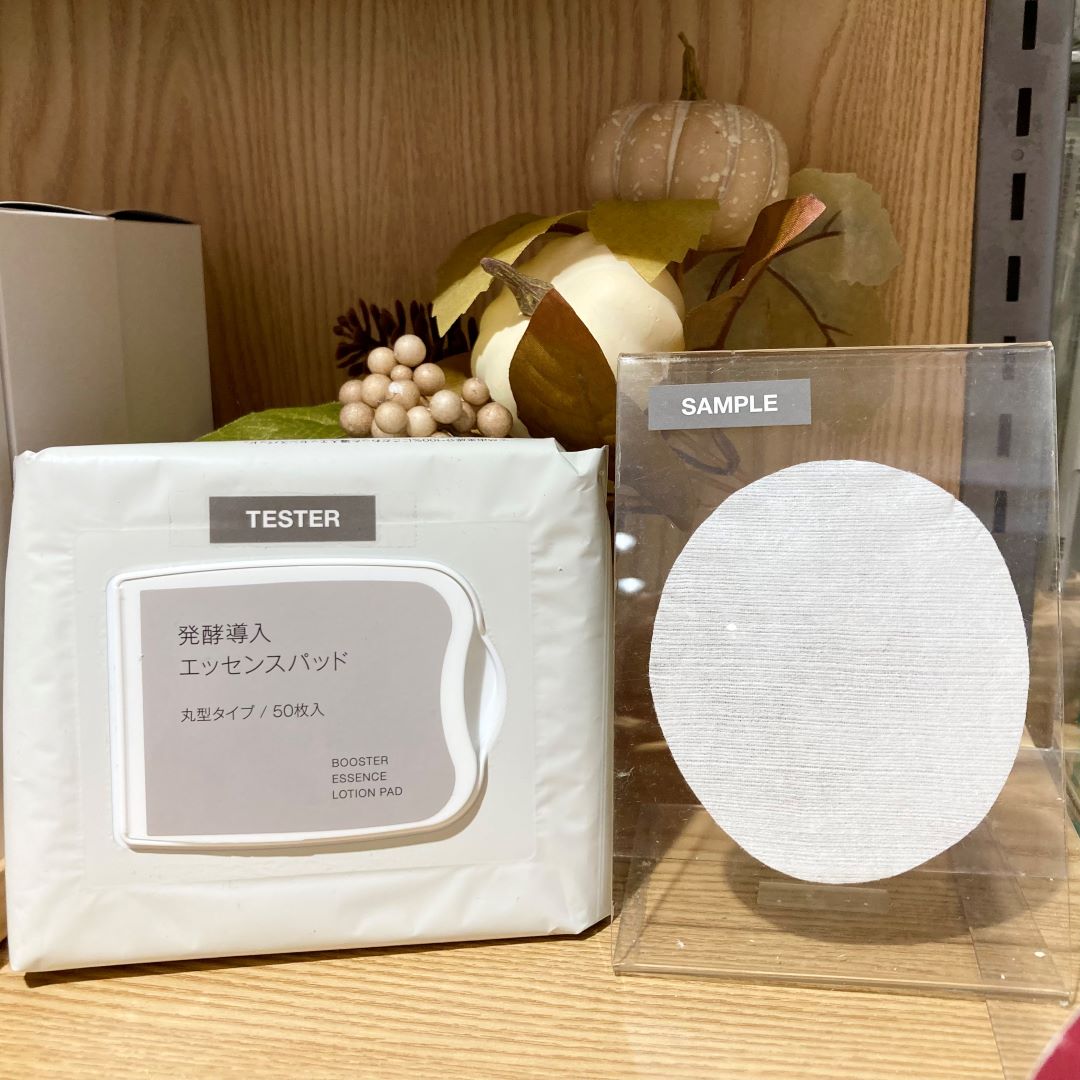 TESTER
発酵導入
エッセンスパッド
丸型タイプ / 50枚入
BOOSTER
ESSENCE
LOTION PAD
SAMPLE